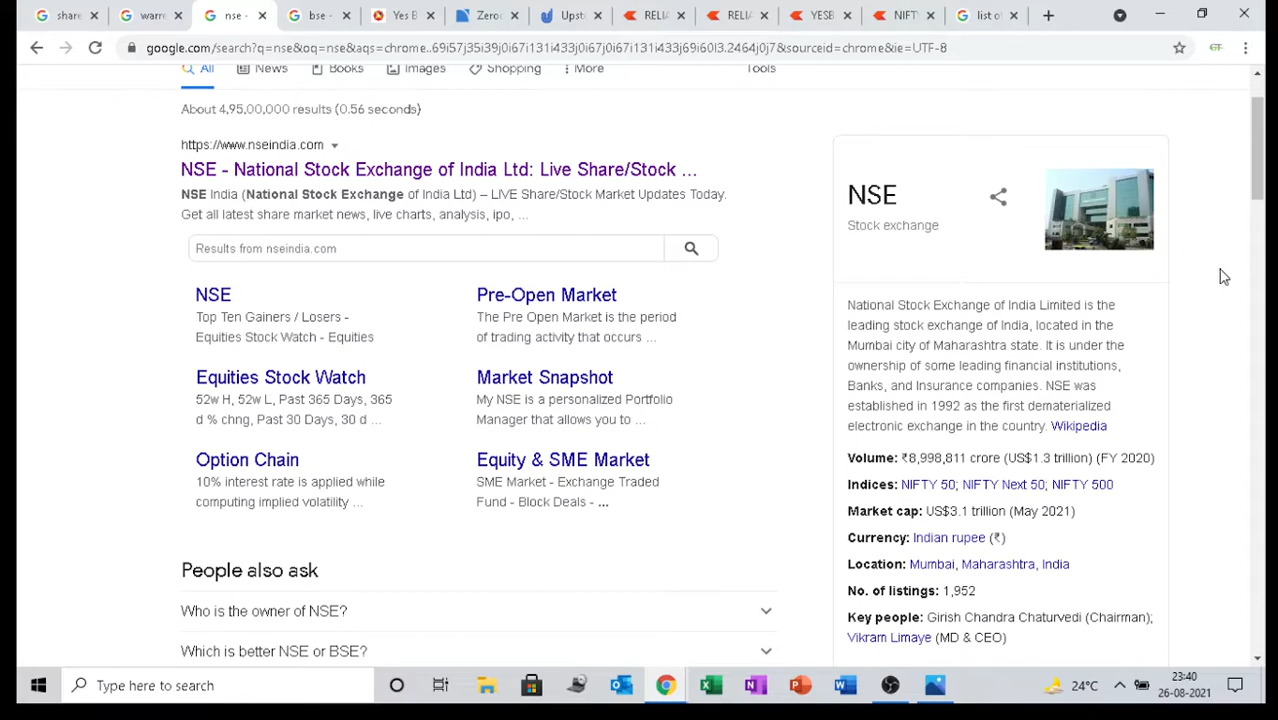 share
warre
nse -
bse -
Yes B
Zeroc
Upst
RELIA
RELIA
YESB
NIFTY
list of
google.com/search?q=nse&oq=nse&aqs=chrome..69i57j35i39j0i67i131i433j0i67j0i67i131i433j69i60l3.2464j0j7&sourceid=chrome&ie=UTF-8
All News Books Images Shopping More Tools
About 4,95,00,000 results (0.56 seconds)
https://www.nseindia.com
NSE - National Stock Exchange of India Ltd: Live Share/Stock ...
NSE India (National Stock Exchange of India Ltd) – LIVE Share/Stock Market Updates Today.
Get all latest share market news, live charts, analysis, ipo, ...
Results from nseindia.com
NSE
Top Ten Gainers / Losers -
Equities Stock Watch - Equities
Pre-Open Market
The Pre Open Market is the period
of trading activity that occurs ...
Equities Stock Watch
52w H, 52w L, Past 365 Days, 365
d % chng, Past 30 Days, 30 d ...
Market Snapshot
My NSE is a personalized Portfolio
Manager that allows you to ...
Option Chain
10% interest rate is applied while
computing implied volatility ...
Equity & SME Market
SME Market - Exchange Traded
Fund - Block Deals - ...
People also ask
Who is the owner of NSE?
Which is better NSE or BSE?
NSE
Stock exchange
National Stock Exchange of India Limited is the
leading stock exchange of India, located in the
Mumbai city of Maharashtra state. It is under the
ownership of some leading financial institutions,
Banks, and Insurance companies. NSE was
established in 1992 as the first dematerialized
electronic exchange in the country. Wikipedia
Volume: ₹8,998,811 crore (US$1.3 trillion) (FY 2020)
Indices: NIFTY 50; NIFTY Next 50; NIFTY 500
Market cap: US$3.1 trillion (May 2021)
Currency: Indian rupee (₹)
Location: Mumbai, Maharashtra, India
No. of listings: 1,952
Key people: Girish Chandra Chaturvedi (Chairman);
Vikram Limaye (MD & CEO)
Type here to search
24°C
23:40
26-08-2021